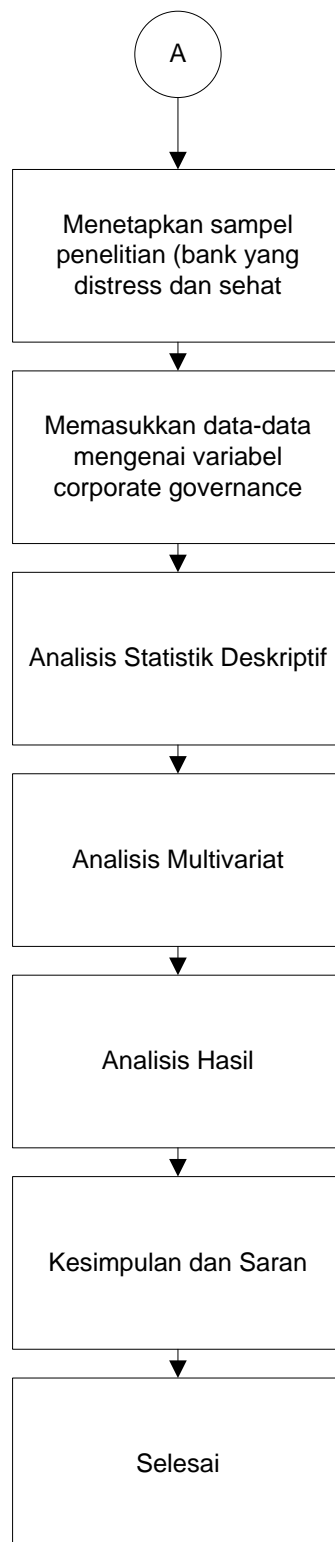 A
Menetapkan sampel
penelitian (bank yang
distress dan sehat
Memasukkan data-data
mengenai variabel
corporate governance
Analisis Statistik Deskriptif
Analisis Multivariat
Analisis Hasil
Kesimpulan dan Saran
Selesai